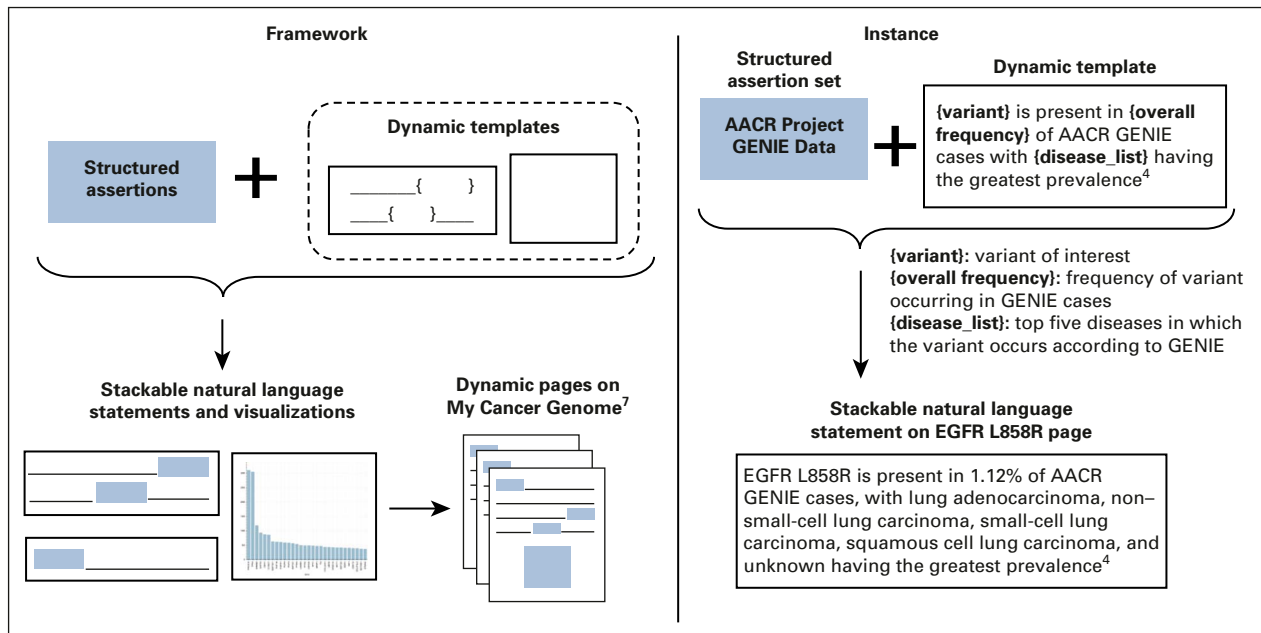 Framework
Dynamic templates
Structured
assertions
________{ }
____{ }____
Stackable natural language
statements and visualizations
Dynamic pages on
My Cancer Genome7
Instance
Structured
assertion set
AACR Project
GENIE Data
Dynamic template
{variant} is present in {overall
frequency} of AACR GENIE
cases with {disease_list} having
the greatest prevalence4
{variant}: variant of interest
{overall frequency}: frequency of variant
occurring in GENIE cases
{disease_list}: top five diseases in which
the variant occurs according to GENIE
Stackable natural language
statement on EGFR L858R page
EGFR L858R is present in 1.12% of AACR
GENIE cases, with lung adenocarcinoma, non–
small-cell lung carcinoma, small-cell lung
carcinoma, squamous cell lung carcinoma, and
unknown having the greatest prevalence4